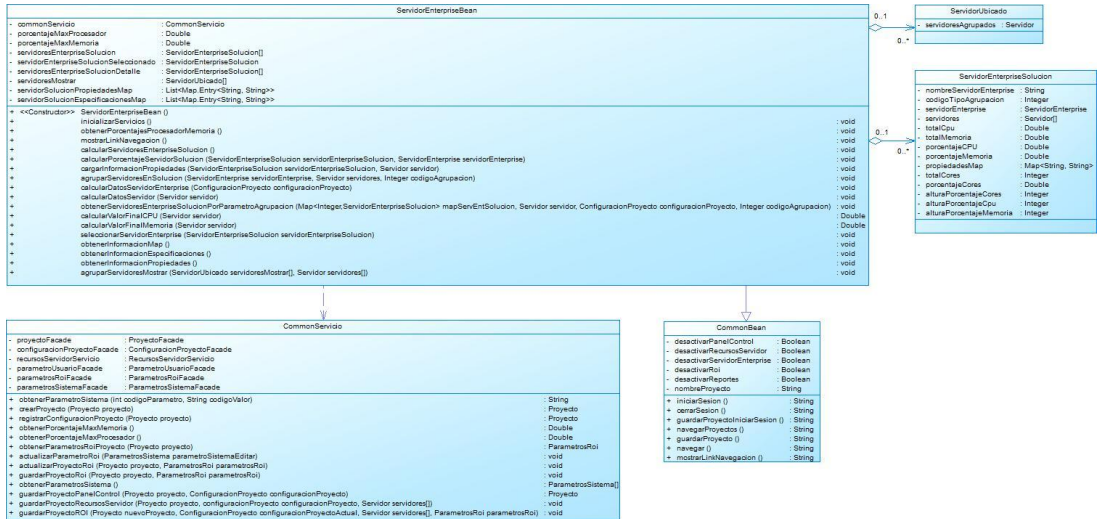 ServidorEnterpriseBean
- commonServicio : CommonServicio
- porcentajeMaxProcesador : Double
- porcentajeMaxMemoria : Double
- servidoresEnterpriseSolucion : ServidorEnterpriseSolucion[]
- servidorEnterpriseSolucionSeleccionado : ServidorEnterpriseSolucion
- servidoresEnterpriseSolucionDetalle : ServidorEnterpriseSolucion[]
- servidoresMostrar : ServidorUbicado[]
- servidorSolucionPropiedadesMap : List<Map.Entry<String, String>>
- servidorSolucionEspecificacionesMap : List<Map.Entry<String, String>>
+ <<Constructor>> ServidorEnterpriseBean ()
+ inicializarServicios () : void
+ obtenerPorcentajesProcesadorMemoria () : void
+ mostrarLinkNavegacion () : void
+ calcularServidoresEnterpriseSolucion () : void
+ calcularPorcentajeServidorSolucion (ServidorEnterpriseSolucion servidorEnterpriseSolucion, ServidorEnterprise servidorEnterprise) : void
+ cargarInformacionPropiedades (ServidorEnterpriseSolucion servidorEnterpriseSolucion, Servidor servidor) : void
+ agruparServidoresEnSolucion (ServidorEnterprise servidorEnterprise, Servidor servidores, Integer codigoAgrupacion) : void
+ calcularDatosServidorEnterprise (ConfiguracionProyecto configuracionProyecto) : void
+ calcularDatosServidor (Servidor servidor) : void
+ obtenerServidoresEnterpriseSolucionPorParametroAgrupacion (Map<Integer,ServidorEnterpriseSolucion> mapServEntSolucion, Servidor servidor, ConfiguracionProyecto configuracionProyecto, Integer codigoAgrupacion) : void
+ calcularValorFinalCPU (Servidor servidor) : Double
+ calcularValorFinalMemoria (Servidor servidor) : Double
+ seleccionarServidorEnterprise (ServidorEnterpriseSolucion servidorEnterpriseSolucion) : void
+ obtenerInformacionMap () : void
+ obtenerInformacionEspecificaciones () : void
+ obtenerInformacionPropiedades () : void
+ agruparServidoresMostrar (ServidorUbicado servidoresMostrar[], Servidor servidores[]) : void
0..1
0..*
ServidorUbicado
- servidoresAgrupados : Servidor
0..1
0..*
ServidorEnterpriseSolucion
- nombreServidorEnterprise : String
- codigoTipoAgrupacion : Integer
- servidorEnterprise : ServidorEnterprise
- servidores : Servidor[]
- totalCpu : Double
- totalMemoria : Double
- porcentajeCPU : Double
- porcentajeMemoria : Double
- propiedadesMap : Map<String, String>
- totalCores : Integer
- porcentajeCores : Double
- alturaPorcentajeCores : Integer
- alturaPorcentajeCpu : Integer
- alturaPorcentajeMemoria : Integer
CommonServicio
- proyectoFacade : ProyectoFacade
- configuracionProyectoFacade : ConfiguracionProyectoFacade
- recursosServidorServicio : RecursosServidorServicio
- parametroUsuarioFacade : ParametroUsuarioFacade
- parametrosRoiFacade : ParametrosRoiFacade
- parametrosSistemaFacade : ParametrosSistemaFacade
+ obtenerParametroSistema (int codigoParametro, String codigoValor) : String
+ crearProyecto (Proyecto proyecto) : Proyecto
+ registrarConfiguracionProyecto (Proyecto proyecto) : Proyecto
+ obtenerPorcentajeMaxMemoria () : Double
+ obtenerPorcentajeMaxProcesador () : Double
+ obtenerParametrosRoiProyecto (Proyecto proyecto) : ParametrosRoi
+ actualizarParametroRoi (ParametrosSistema parametroSistemaEditar) : void
+ actualizarProyectoRoi (Proyecto proyecto, ParametrosRoi parametrosRoi) : void
+ guardarProyectoRoi (Proyecto proyecto, ParametrosRoi parametrosRoi) : void
+ obtenerParametrosSistema () : ParametrosSistema[]
+ guardarProyectoPanelControl (Proyecto proyecto, ConfiguracionProyecto configuracionProyecto) : Proyecto
+ guardarProyectoRecursosServidor (Proyecto proyecto, configuracionProyecto configuracionProyecto, Servidor servidores[]) : void
+ guardarProyectoROI (Proyecto nuevoProyecto, ConfiguracionProyecto configuracionProyectoActual, Servidor servidores[], ParametrosRoi parametrosRoi) : void
CommonBean
- desactivarPanelControl : Boolean
- desactivarRecursosServidor : Boolean
- desactivarServidorEnterprise : Boolean
- desactivarRoi : Boolean
- desactivarReportes : Boolean
- nombreProyecto : String
+ iniciarSesion () : String
+ cerrarSesion () : String
+ guardarProyectoIniciarSesion () : String
+ navegarProyectos () : String
+ guardarProyecto () : String
+ navegar () : String
+ mostrarLinkNavegacion () : String